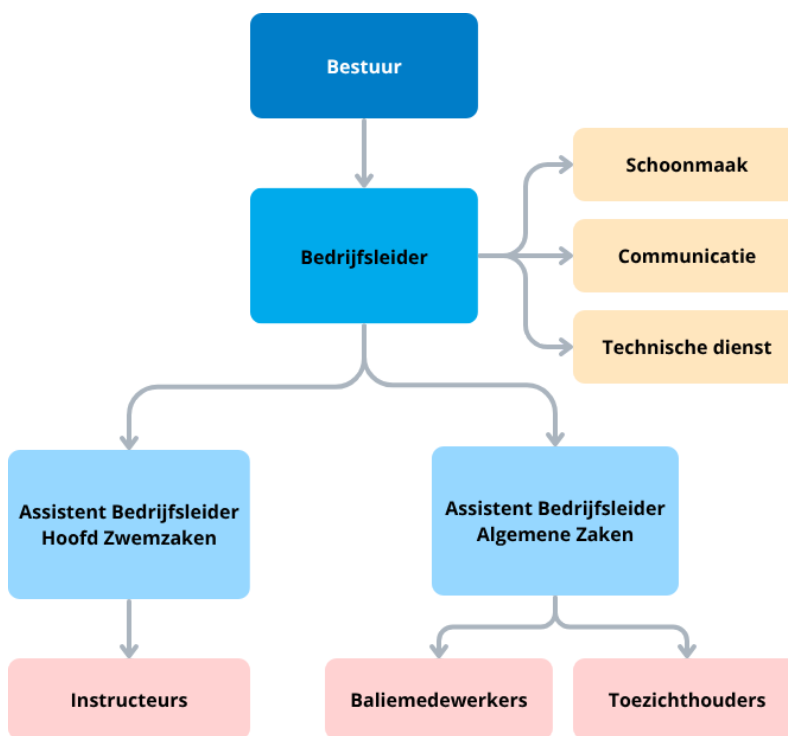 Bestuur
Schoonmaak
Bedrijfsleider
Communicatie
Technische dienst
Assistent Bedrijfsleider
Hoofd Zwemzaken
Assistent Bedrijfsleider
Algemene Zaken
Instructeurs
Baliemedewerkers
Toezichthouders